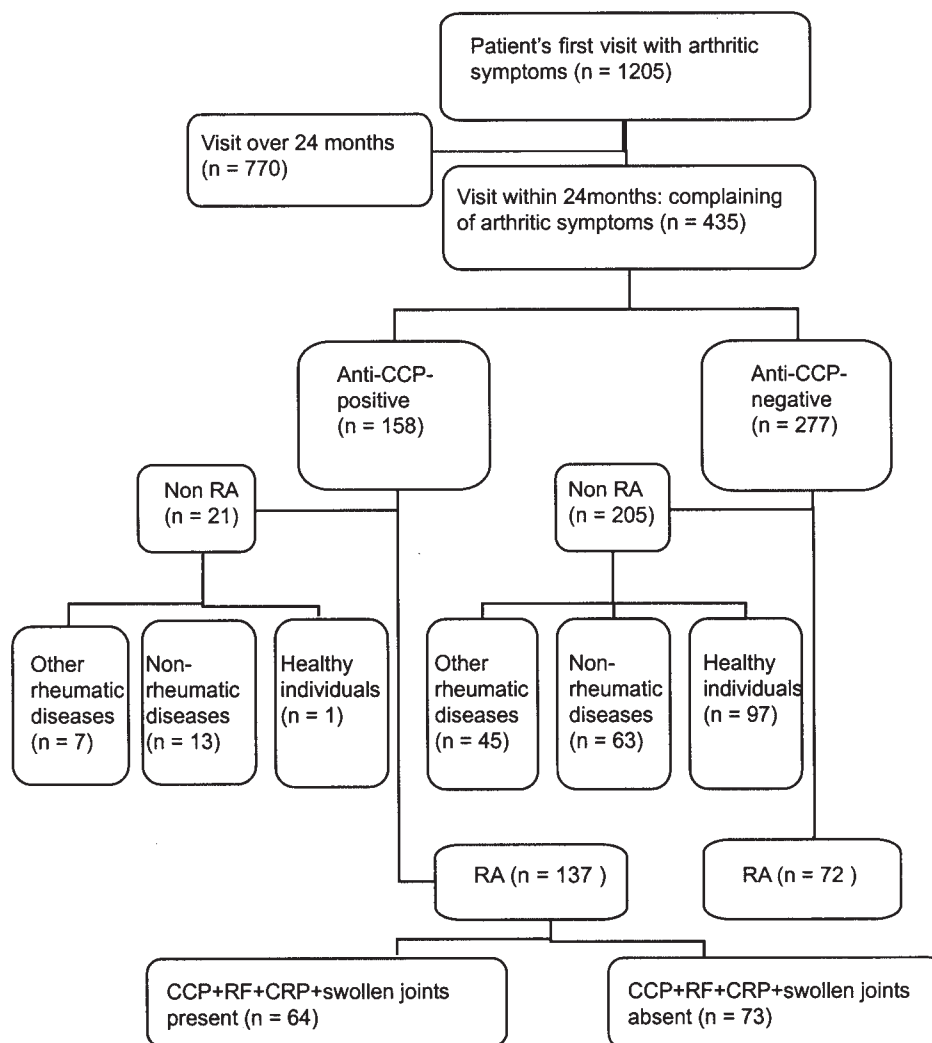 Patient's first visit with arthritic
symptoms (n = 1205)
Visit over 24 months
(n = 770)
Visit within 24months: complaining
of arthritic symptoms (n = 435)
Anti-CCP-
positive
(n = 158)
Anti-CCP-
negative
(n = 277)
Non RA
(n = 21)
Non RA
(n = 205)
Other
rheumatic
diseases
(n = 7)
Non-
rheumatic
diseases
(n = 13)
Healthy
individuals
(n = 1)
Other
rheumatic
diseases
(n = 45)
Non-
rheumatic
diseases
(n = 63)
Healthy
individuals
(n = 97)
RA (n = 137 )
RA (n = 72 )
CCP+RF+CRP+swollen joints
present (n = 64)
CCP+RF+CRP+swollen joints
absent (n = 73)